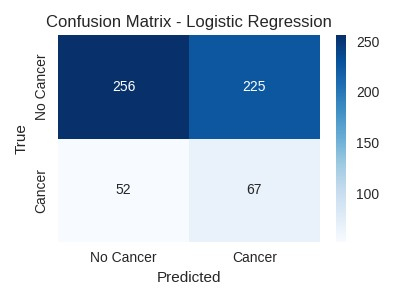 Confusion Matrix - Logistic Regression
True
No Cancer
256
225
Cancer
52
67
No Cancer
Cancer
Predicted
250
200
150
100